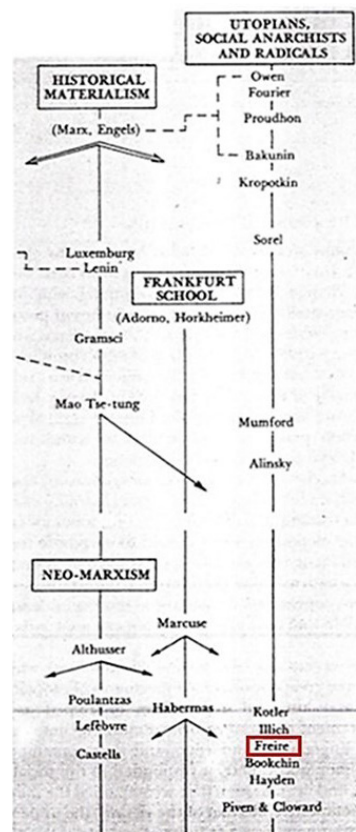 UTOPIANS,
SOCIAL ANARCHISTS
AND RADICALS
HISTORICAL
MATERIALISM
Owen
Fourier
(Marx, Engels)
Proudhon
Bakunin
Kropotkin
Sorel
Luxemburg
Lenin
FRANKFURT
SCHOOL
(Adorno, Horkheimer)
Gramsci
Mao Tse-tung
Mumford
Alinsky
NEO-MARXISM
Marcuse
Althusser
Poulantzas
Habermas
Kotler
Lefèbvre
Illich
Freire
Castells
Bookchin
Hayden
Piven & Cloward